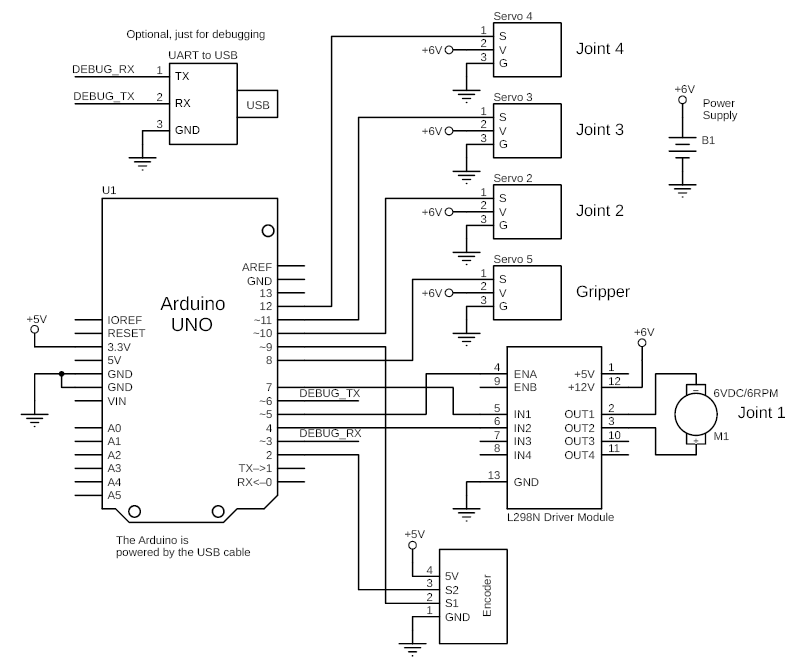 Optional, just for debugging
UART to USB
DEBUG_RX 1 TX
DEBUG_TX 2 RX
USB
3 GND
Servo 4
1 S
+6V 2 V
3 G
Joint 4
Servo 3
1 S
+6V 2 V
3 G
Joint 3
Servo 2
1 S
+6V 2 V
3 G
Joint 2
Servo 5
1 S
+6V 2 V
3 G
Gripper
+6V
Power
Supply
B1
U1
Arduino
UNO
+5V
IOREF
RESET
3.3V
5V
GND
GND
VIN
A0
A1
A2
A3
A4
A5
AREF
GND
13
12
~11
~10
~9
8
7
~6 DEBUG_TX
~5
4
~3 DEBUG_RX
2
TX->1
RX<-0
The Arduino is
powered by the USB cable
4 ENA
9 ENB
5 IN1
6 IN2
7 IN3
8 IN4
13 GND
+5V 1
+12V 12
OUT1 2
OUT2 3
OUT3 10
OUT4 11
L298N Driver Module
+6V
6VDC/6RPM
Joint 1
M1
−
+
+5V
4 5V
3 S2
2 S1
1 GND
Encoder